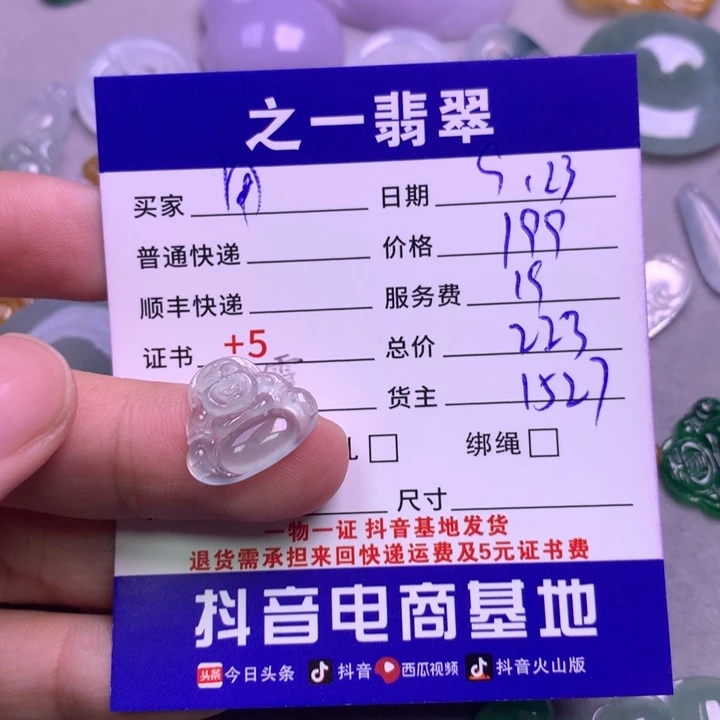 之一翡翠
买家 日期 5.23
普通快递 价格 199
顺丰快递 服务费 19
证书 +5 总价 223
货主 1527
绑绳
尺寸
一物一证 抖音基地发货
退货需承担来回快递运费及5元证书费
抖音电商基地
头条 今日头条 抖音 西瓜视频 抖音火山版